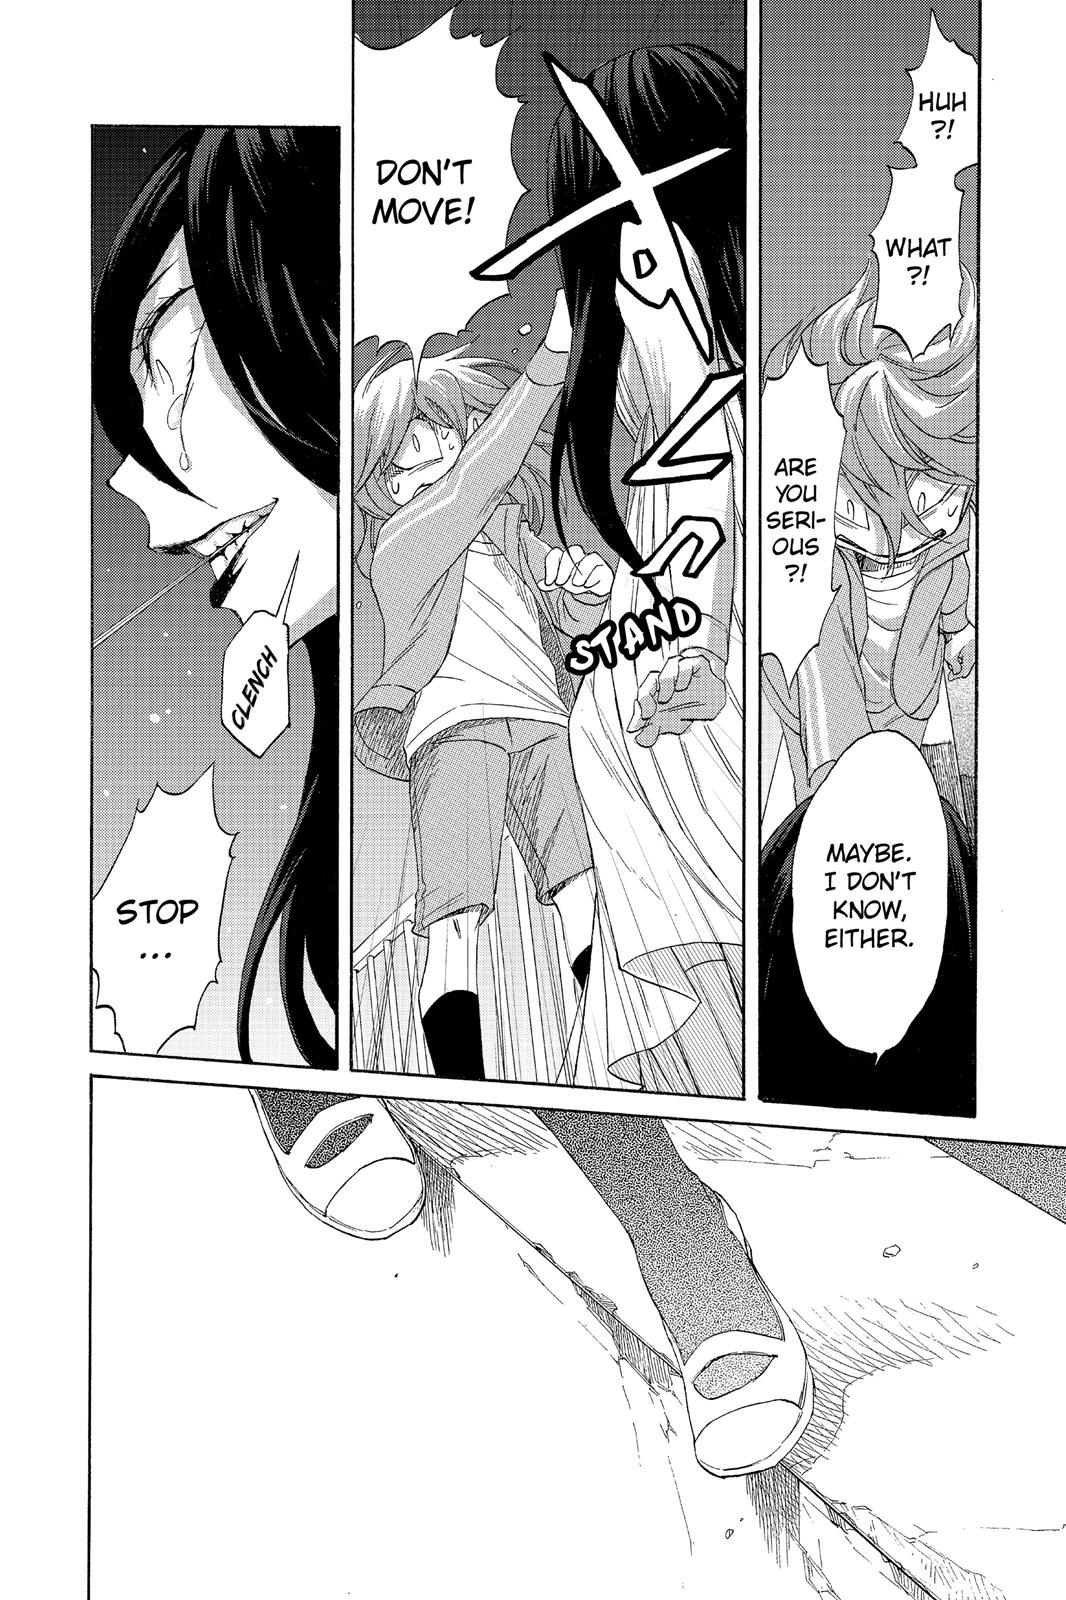 HUH
?!
WHAT
?!
ARE
YOU
SERI-
OUS
?!
MAYBE.
I DON'T
KNOW,
EITHER.
DON'T
MOVE!
STAND
CLENCH
STOP
...